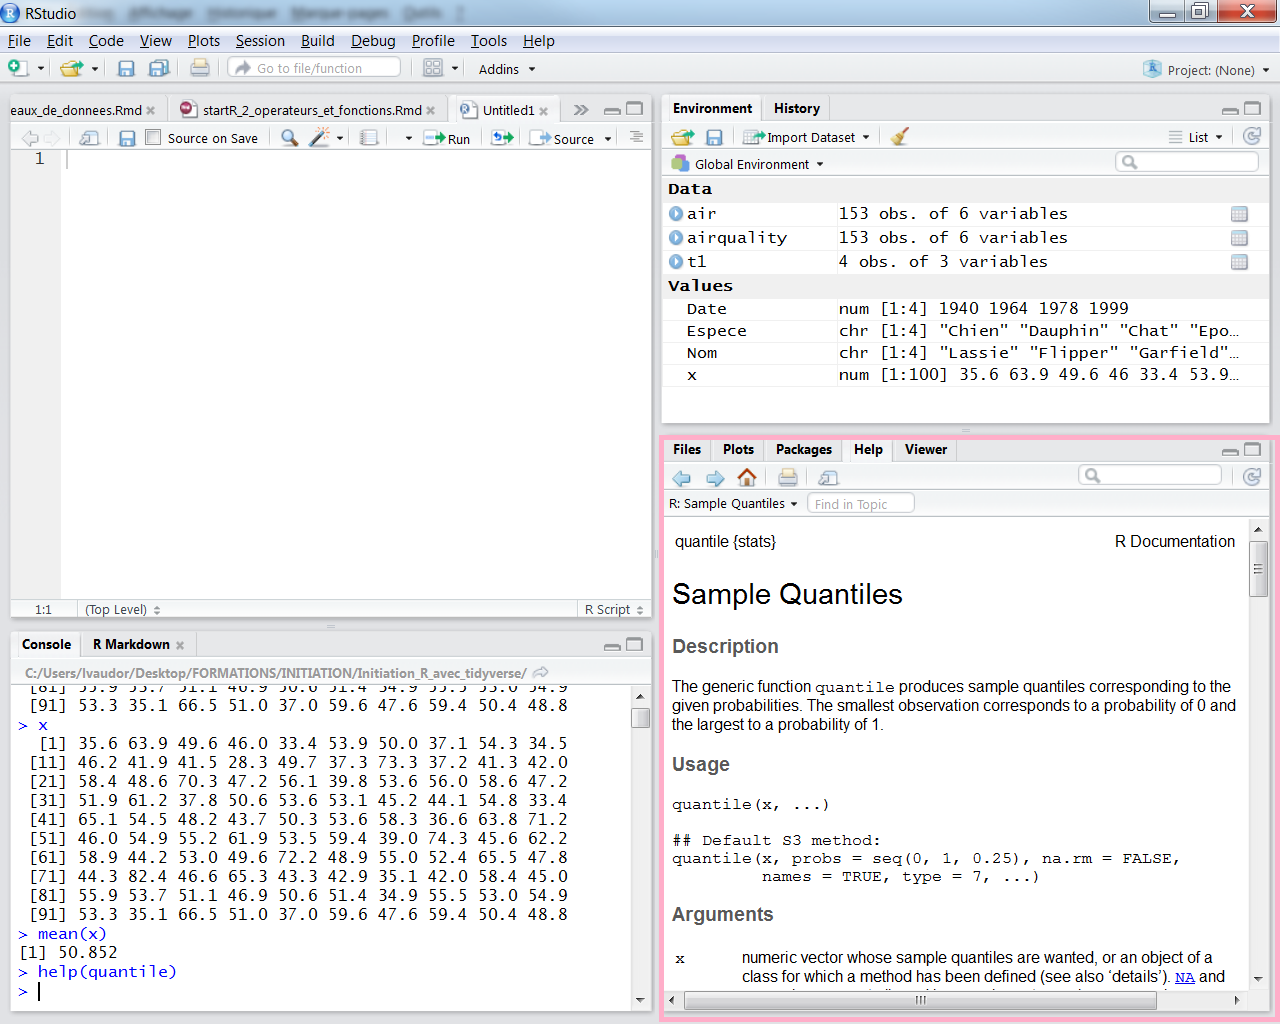 RStudio
File Edit Code View Plots Session Build Debug Profile Tools Help
Go to file/function Addins Project: (None)
eaux_de_donnees.Rmd startR_2_operateurs_et_fonctions.Rmd Untitled1
Source on Save Run Source
1
1:1 (Top Level) R Script
Console R Markdown
C:/Users/lvaudor/Desktop/FORMATIONS/INITIATION/Initiation_R_avec_tidyverse/
[81] 55.9 53.7 51.1 46.9 50.6 51.4 34.9 55.5 53.0 54.9
[91] 53.3 35.1 66.5 51.0 37.0 59.6 47.6 59.4 50.4 48.8
> x
[1] 35.6 63.9 49.6 46.0 33.4 53.9 50.0 37.1 54.3 34.5
[11] 46.2 41.9 41.5 28.3 49.7 37.3 73.3 37.2 41.3 42.0
[21] 58.4 48.6 70.3 47.2 56.1 39.8 53.6 56.0 58.6 47.2
[31] 51.9 61.2 37.8 50.6 53.6 53.1 45.2 44.1 54.8 33.4
[41] 65.1 54.5 48.2 43.7 50.3 53.6 58.3 36.6 63.8 71.2
[51] 46.0 54.9 55.2 61.9 53.5 59.4 39.0 74.3 45.6 62.2
[61] 58.9 44.2 53.0 49.6 72.2 48.9 55.0 52.4 65.5 47.8
[71] 44.3 82.4 46.6 65.3 43.3 42.9 35.1 42.0 58.4 45.0
[81] 55.9 53.7 51.1 46.9 50.6 51.4 34.9 55.5 53.0 54.9
[91] 53.3 35.1 66.5 51.0 37.0 59.6 47.6 59.4 50.4 48.8
> mean(x)
[1] 50.852
> help(quantile)
>
Environment History
Import Dataset List
Global Environment
Data
air 153 obs. of 6 variables
airquality 153 obs. of 6 variables
t1 4 obs. of 3 variables
Values
Date num [1:4] 1940 1964 1978 1999
Espece chr [1:4] "Chien" "Dauphin" "Chat" "Epo…
Nom chr [1:4] "Lassie" "Flipper" "Garfield"…
x num [1:100] 35.6 63.9 49.6 46 33.4 53.9…
Files Plots Packages Help Viewer
R: Sample Quantiles Find in Topic
quantile {stats} R Documentation
Sample Quantiles
Description
The generic function quantile produces sample quantiles corresponding to the
given probabilities. The smallest observation corresponds to a probability of 0 and
the largest to a probability of 1.
Usage
quantile(x, ...)
## Default S3 method:
quantile(x, probs = seq(0, 1, 0.25), na.rm = FALSE,
names = TRUE, type = 7, ...)
Arguments
x numeric vector whose sample quantiles are wanted, or an object of a
class for which a method has been defined (see also ‘details’). NA and